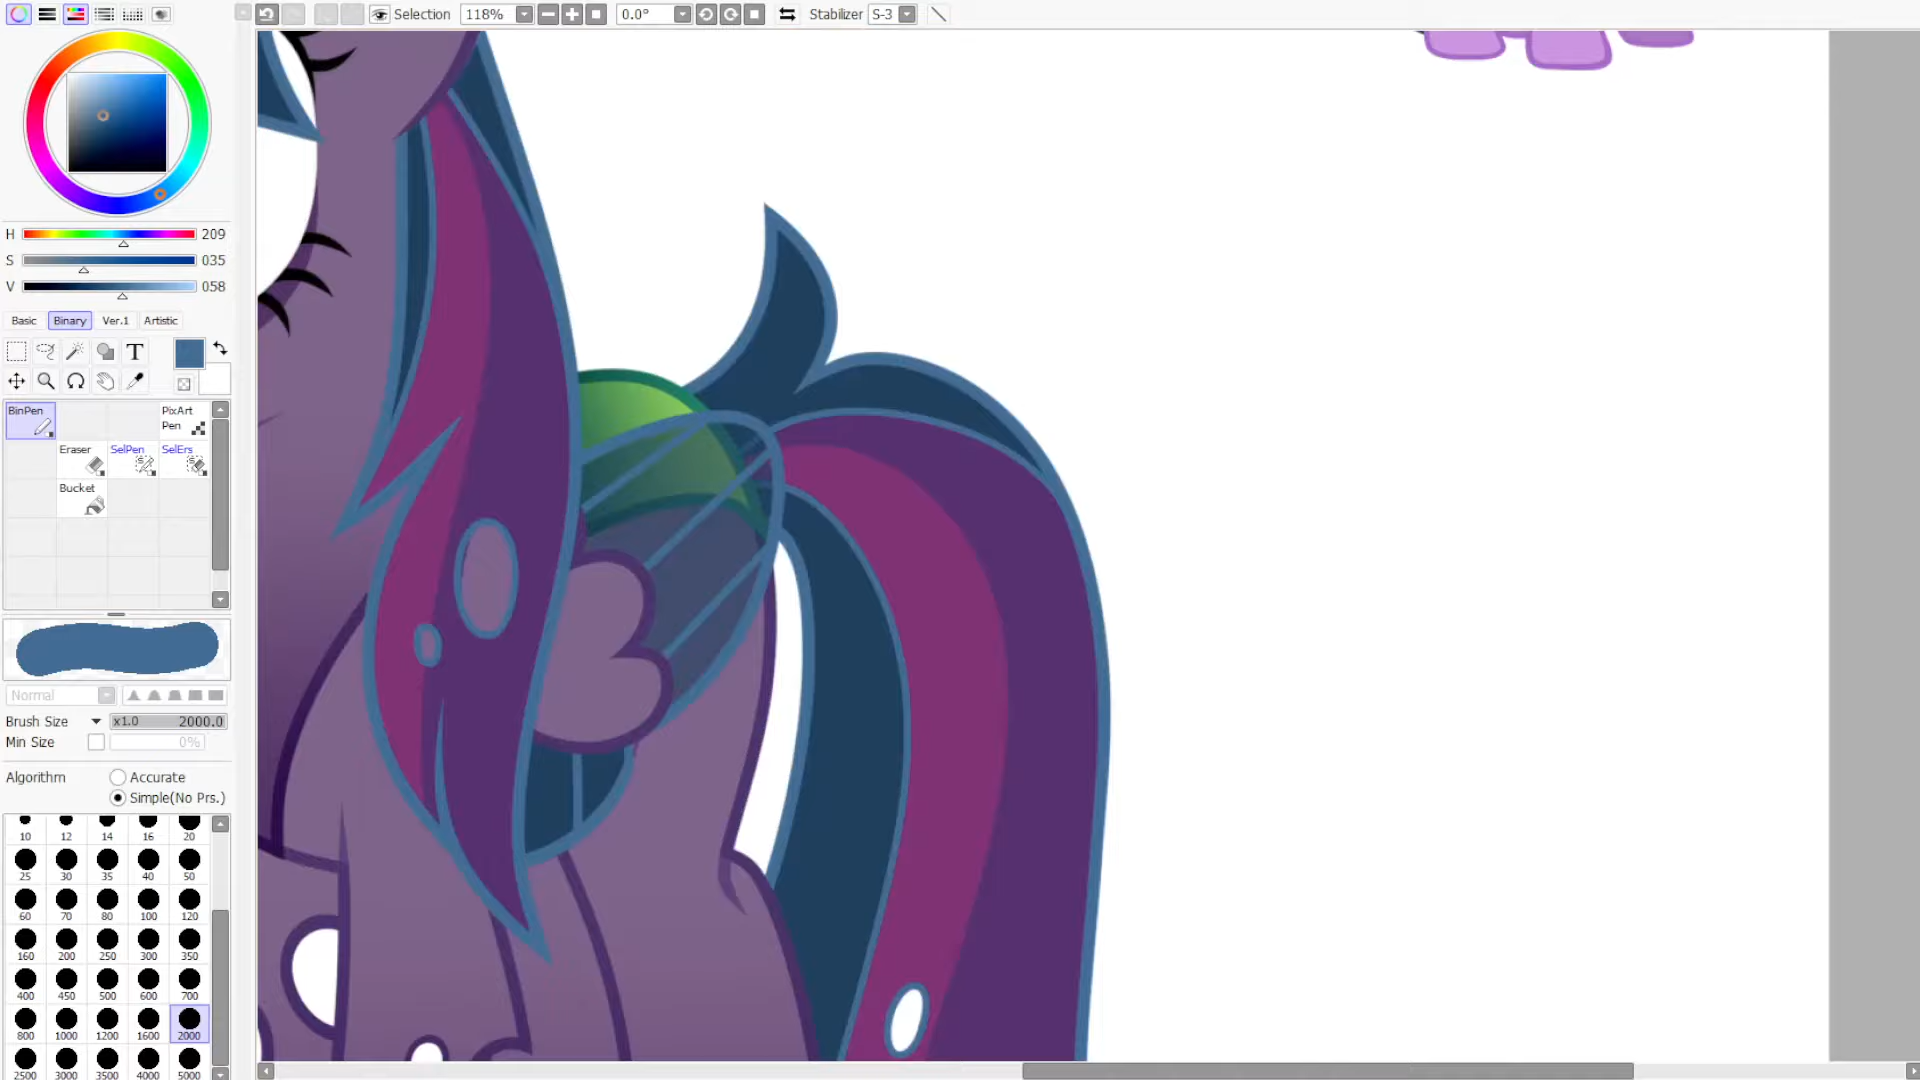 Selection 118% 0.0° Stabilizer S-3
H 209
S 035
V 058
Basic Binary Ver.1 Artistic
T
BinPen PixArt
Pen
Eraser SelPen SelErs
Bucket
Normal
Brush Size x1.0 2000.0
Min Size 0%
Algorithm Accurate
Simple(No Prs.)
10 12 14 16 20
25 30 35 40 50
60 70 80 100 120
160 200 250 300 350
400 450 500 600 700
800 1000 1200 1600 2000
2500 3000 3500 4000 5000